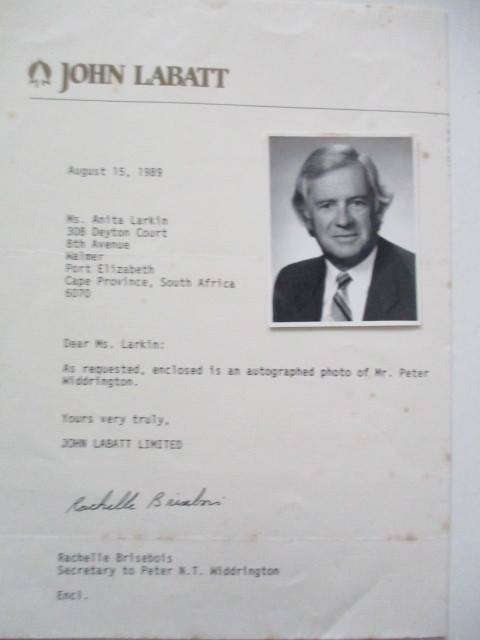 JOHN LABATT
August 15, 1989
Ms. Anita Larkin
308 Deyton Court
8th Avenue
Walmer
Port Elizabeth
Cape Province, South Africa
6070
Dear Ms. Larkin:
As requested, enclosed is an autographed photo of Mr. Peter
Widdrington.
Yours very truly,
JOHN LABATT LIMITED
Rachelle Brisebois
Rachelle Brisebois
Secretary to Peter N.T. Widdrington
Encl.